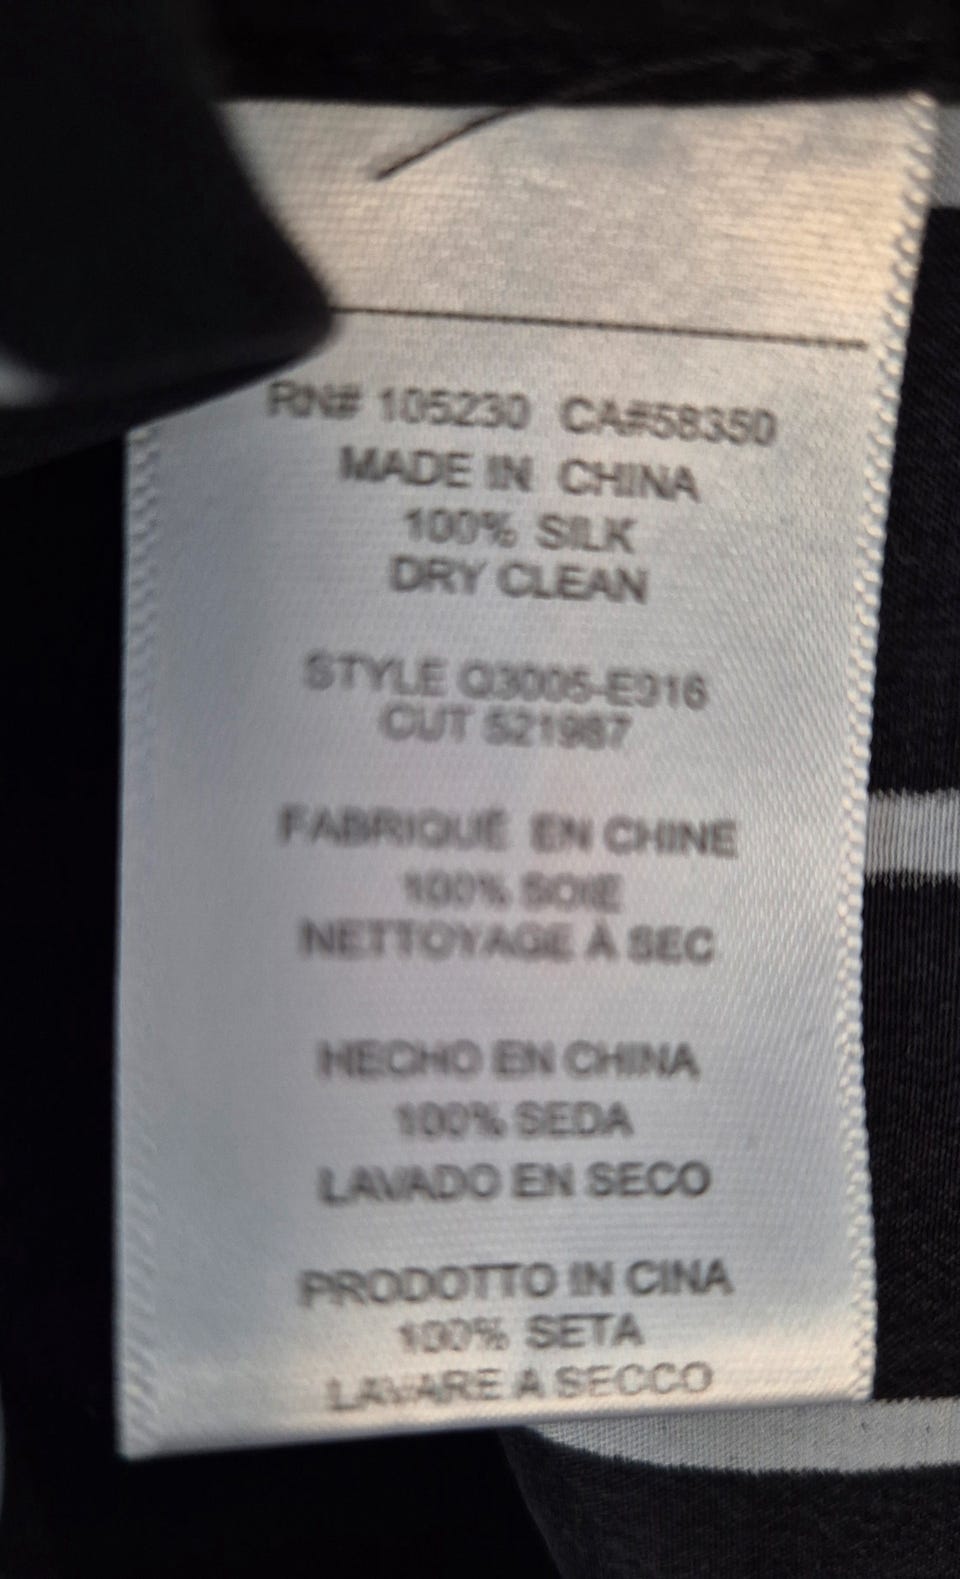 RN# 105230 CA#58350
MADE IN CHINA
100% SILK
DRY CLEAN
STYLE Q3005-E916
CUT 521987
FABRIQUÉ EN CHINE
100% SOIE
NETTOYAGE À SEC
HECHO EN CHINA
100% SEDA
LAVADO EN SECO
PRODOTTO IN CINA
100% SETA
LAVARE A SECCO